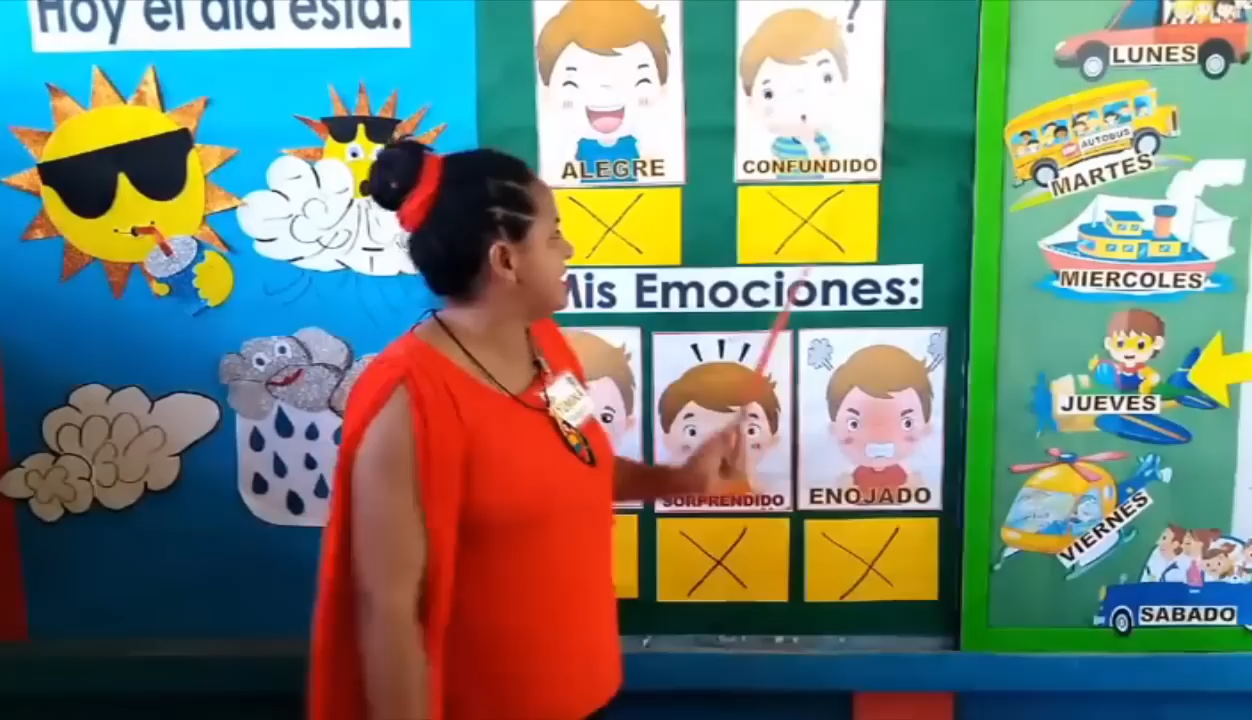 Hoy el día está:
ALEGRE
CONFUNDIDO
Mis Emociones:
SORPRENDIDO
ENOJADO
LUNES
AUTOBUS
MARTES
MIERCOLES
JUEVES
VIERNES
SABADO